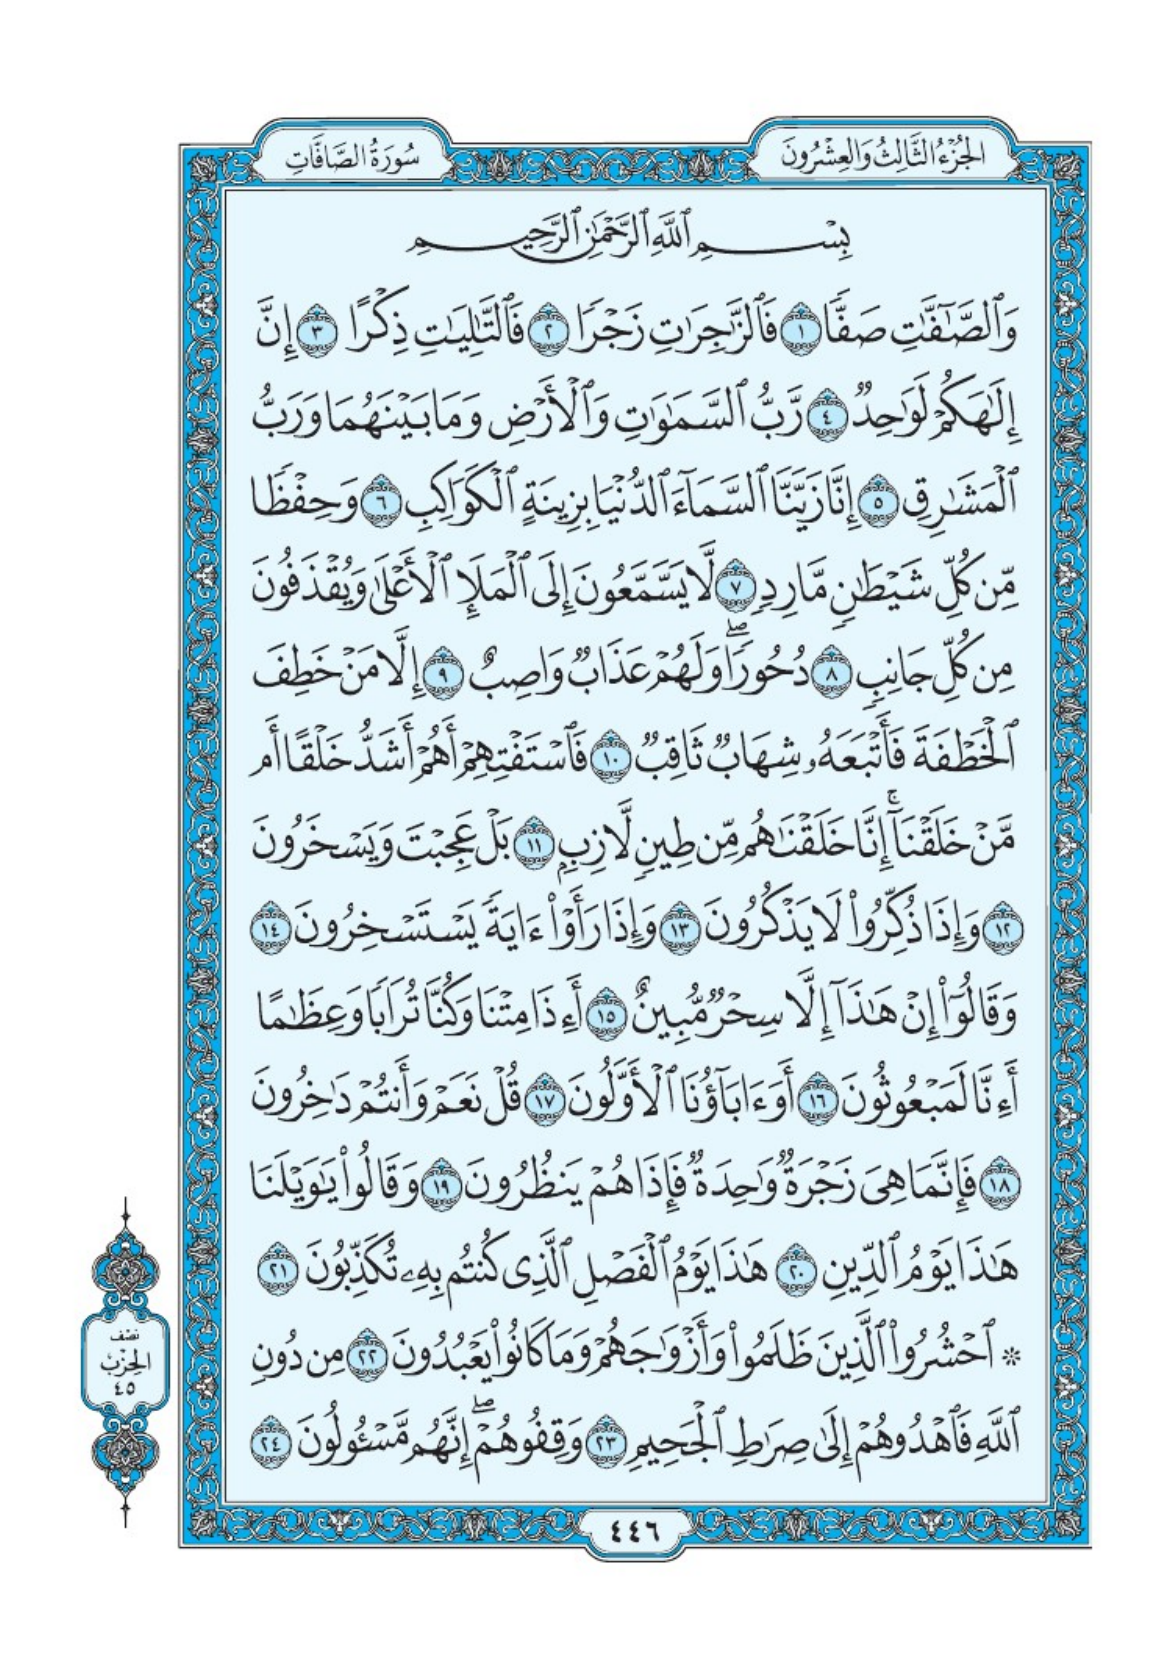 الجُزْءُ الثَّالِثُ وَالعِشْرُونَ
سُورَةُ الصَّافَّاتِ
بِسْمِ ٱللَّهِ ٱلرَّحْمَٰنِ ٱلرَّحِيمِ
وَٱلصَّٰٓفَّٰتِ صَفًّا ١ فَٱلزَّٰجِرَٰتِ زَجْرًا ٢ فَٱلتَّٰلِيَٰتِ ذِكْرًا ٣ إِنَّ
إِلَٰهَكُمْ لَوَٰحِدٌ ٤ رَّبُّ ٱلسَّمَٰوَٰتِ وَٱلْأَرْضِ وَمَا بَيْنَهُمَا وَرَبُّ
ٱلْمَشَٰرِقِ ٥ إِنَّا زَيَّنَّا ٱلسَّمَآءَ ٱلدُّنْيَا بِزِينَةٍ ٱلْكَوَاكِبِ ٦ وَحِفْظًا
مِّن كُلِّ شَيْطَٰنٍ مَّارِدٍ ٧ لَّا يَسَّمَّعُونَ إِلَى ٱلْمَلَإِ ٱلْأَعْلَىٰ وَيُقْذَفُونَ
مِن كُلِّ جَانِبٍ ٨ دُحُورًاۖ وَلَهُمْ عَذَابٌ وَاصِبٌ ٩ إِلَّا مَنْ خَطِفَ
ٱلْخَطْفَةَ فَأَتْبَعَهُۥ شِهَابٌ ثَاقِبٌ ١٠ فَٱسْتَفْتِهِمْ أَهُمْ أَشَدُّ خَلْقًا أَم
مَّنْ خَلَقْنَآۚ إِنَّا خَلَقْنَٰهُم مِّن طِينٍ لَّازِبٍ ١١ بَلْ عَجِبْتَ وَيَسْخَرُونَ
١٢ وَإِذَا ذُكِّرُوا۟ لَا يَذْكُرُونَ ١٣ وَإِذَا رَأَوْا۟ ءَايَةً يَسْتَسْخِرُونَ ١٤
وَقَالُوٓا۟ إِنْ هَٰذَآ إِلَّا سِحْرٌ مُّبِينٌ ١٥ أَءِذَا مِتْنَا وَكُنَّا تُرَابًا وَعِظَٰمًا
أَءِنَّا لَمَبْعُوثُونَ ١٦ أَوَءَابَآؤُنَا ٱلْأَوَّلُونَ ١٧ قُلْ نَعَمْ وَأَنتُمْ دَٰخِرُونَ
١٨ فَإِنَّمَا هِىَ زَجْرَةٌ وَٰحِدَةٌ فَإِذَا هُمْ يَنظُرُونَ ١٩ وَقَالُوا۟ يَٰوَيْلَنَا
هَٰذَا يَوْمُ ٱلدِّينِ ٢٠ هَٰذَا يَوْمُ ٱلْفَصْلِ ٱلَّذِى كُنتُم بِهِۦ تُكَذِّبُونَ ٢١
۞ ٱحْشُرُوا۟ ٱلَّذِينَ ظَلَمُوا۟ وَأَزْوَٰجَهُمْ وَمَا كَانُوا۟ يَعْبُدُونَ ٢٢ مِن دُونِ
ٱللَّهِ فَٱهْدُوهُمْ إِلَىٰ صِرَٰطِ ٱلْجَحِيمِ ٢٣ وَقِفُوهُمْۖ إِنَّهُم مَّسْـُٔولُونَ ٢٤
نصف
الحِزْب
٤٥
٤٤٦